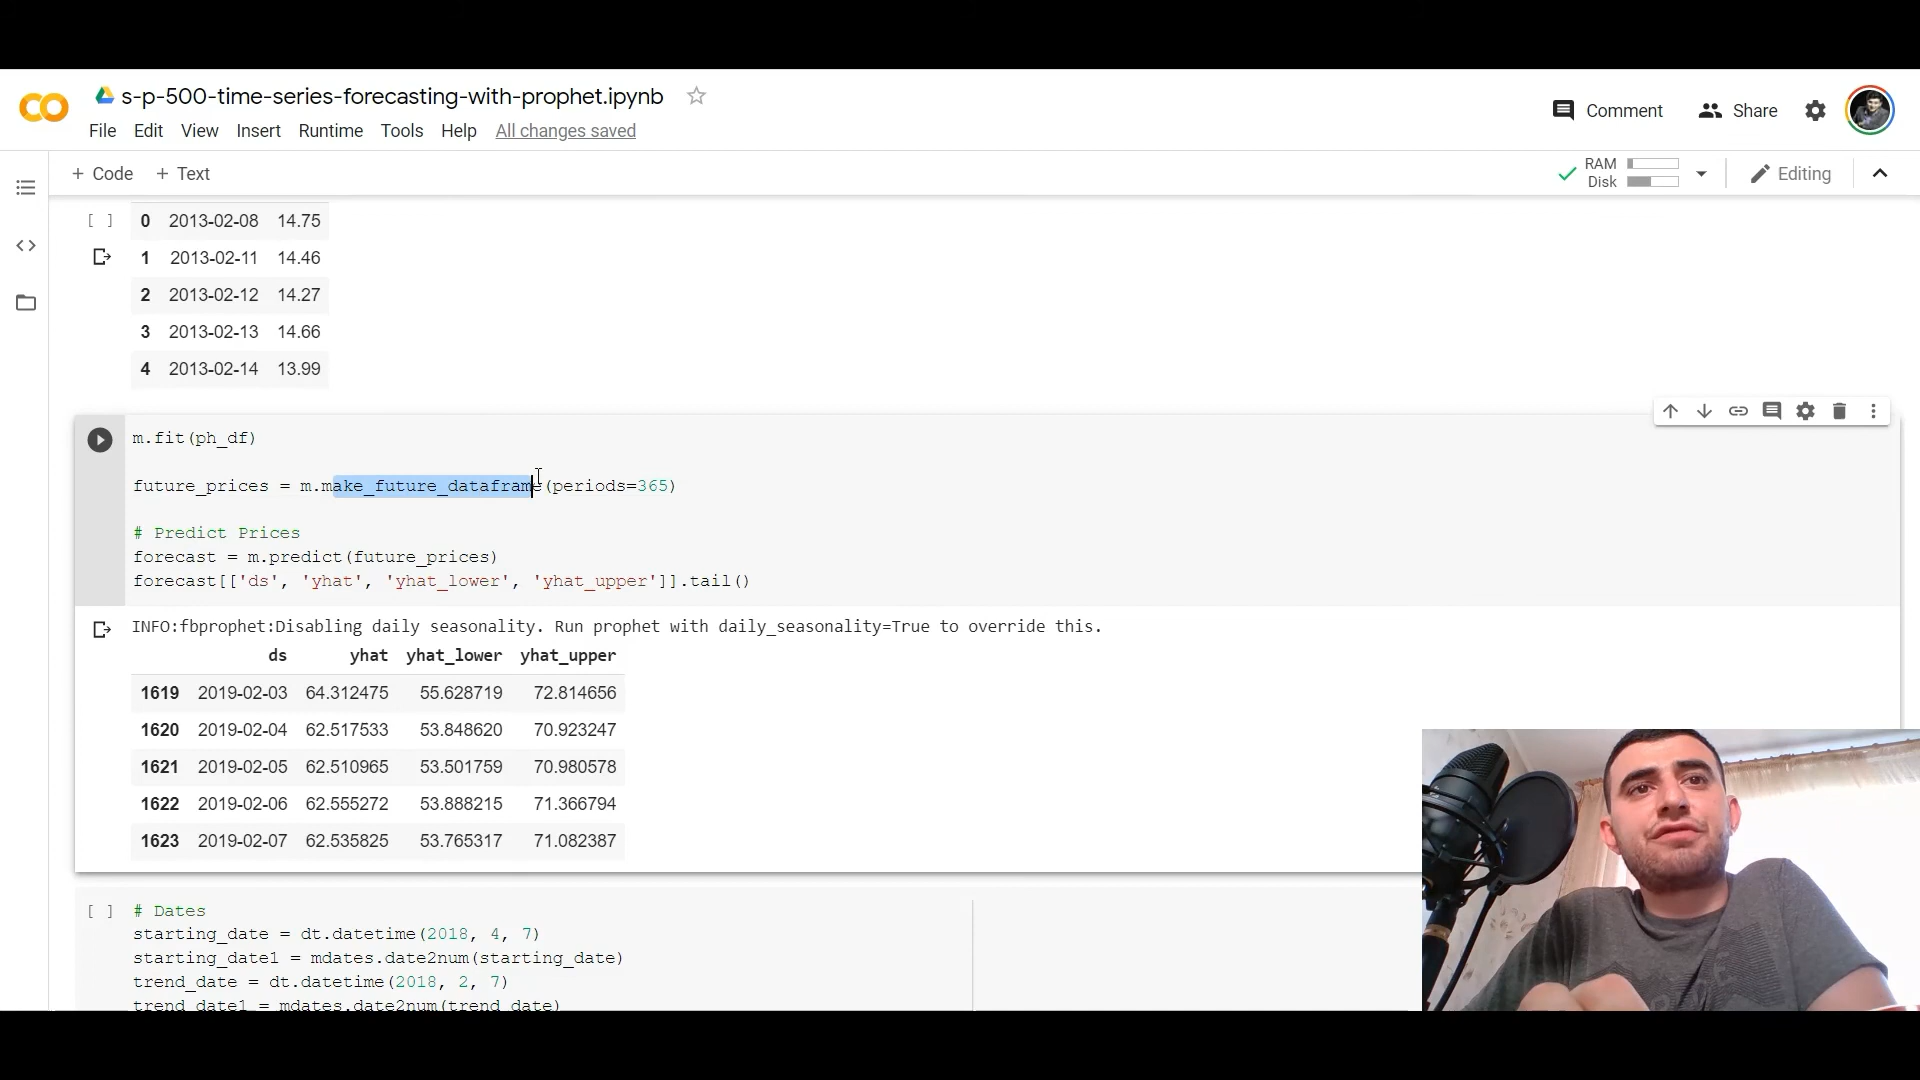 s-p-500-time-series-forecasting-with-prophet.ipynb
File Edit View Insert Runtime Tools Help All changes saved
Comment Share
+ Code + Text
RAM
Disk
Editing
[ ] 0 2013-02-08 14.75
1 2013-02-11 14.46
2 2013-02-12 14.27
3 2013-02-13 14.66
4 2013-02-14 13.99
m.fit(ph_df)
future_prices = m.make_future_dataframe(periods=365)
# Predict Prices
forecast = m.predict(future_prices)
forecast[['ds', 'yhat', 'yhat_lower', 'yhat_upper']].tail()
INFO:fbprophet:Disabling daily seasonality. Run prophet with daily_seasonality=True to override this.
ds yhat yhat_lower yhat_upper
1619 2019-02-03 64.312475 55.628719 72.814656
1620 2019-02-04 62.517533 53.848620 70.923247
1621 2019-02-05 62.510965 53.501759 70.980578
1622 2019-02-06 62.555272 53.888215 71.366794
1623 2019-02-07 62.535825 53.765317 71.082387
[ ] # Dates
starting_date = dt.datetime(2018, 4, 7)
starting_date1 = mdates.date2num(starting_date)
trend_date = dt.datetime(2018, 2, 7)
trend_date1 = mdates.date2num(trend_date)